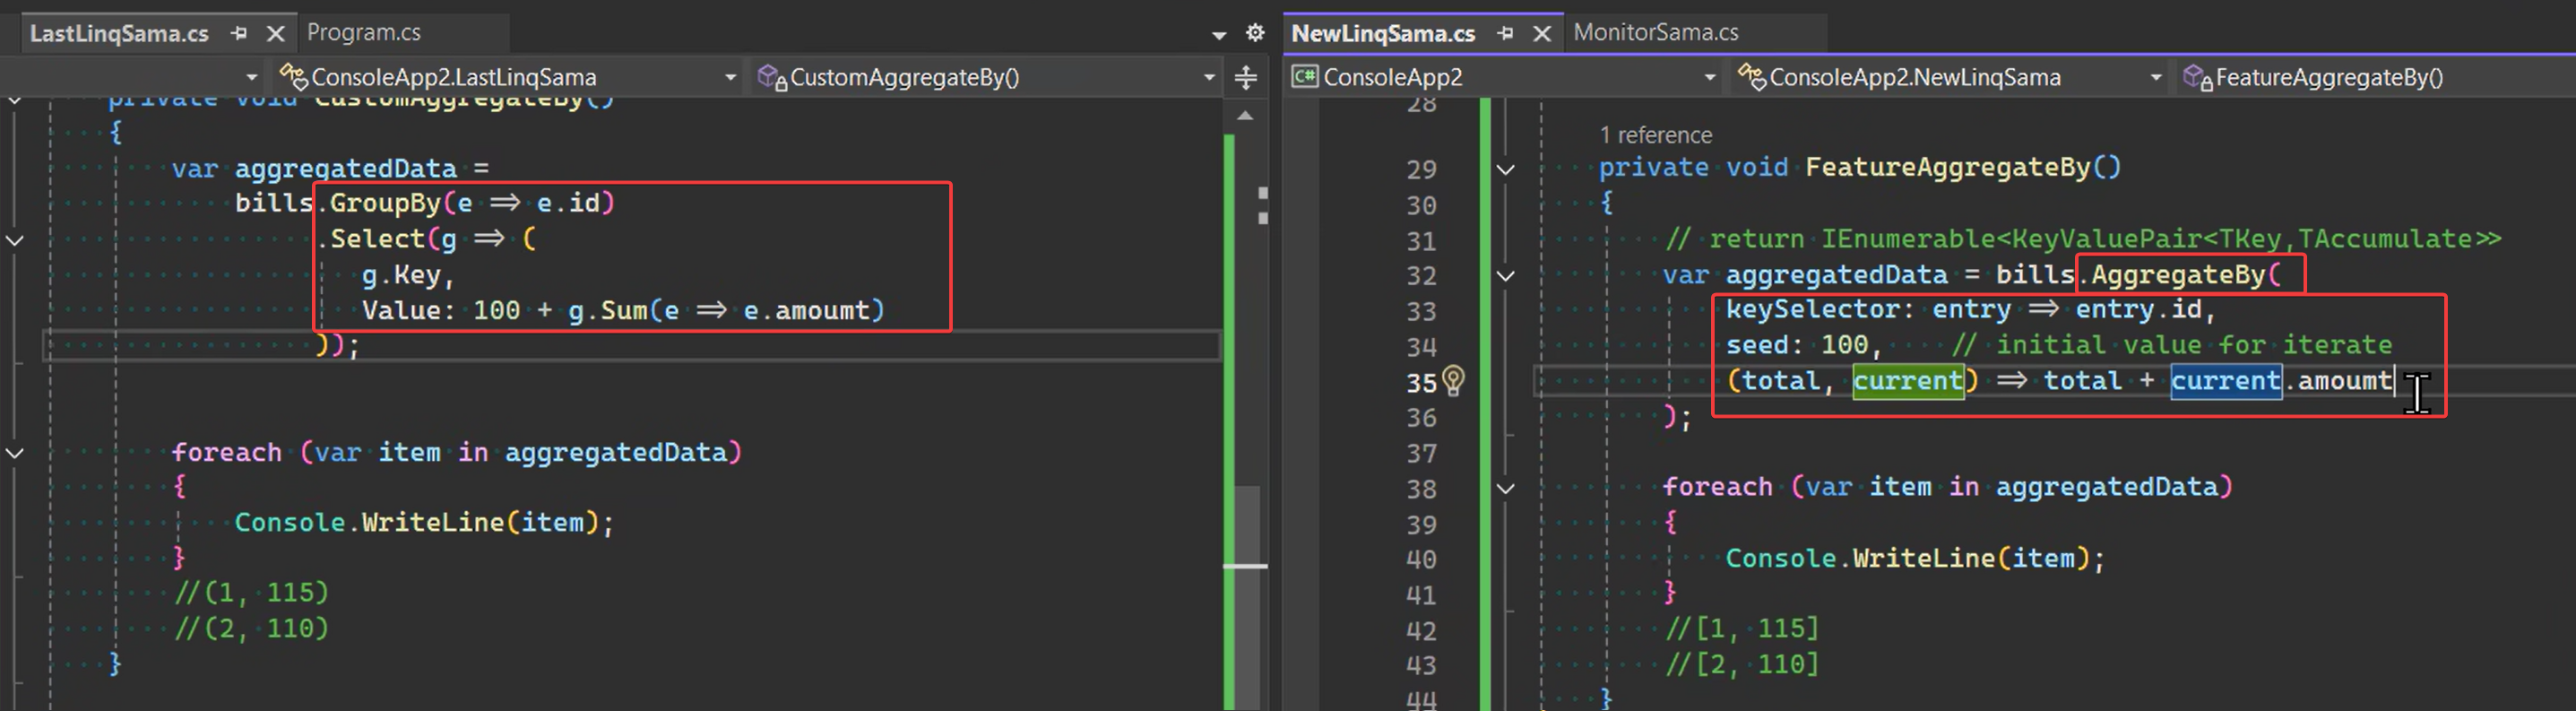 LastLinqSama.cs
Program.cs
ConsoleApp2.LastLinqSama
CustomAggregateBy()
private void CustomAggregateBy()
{
var aggregatedData =
bills.GroupBy(e => e.id)
.Select(g => (
g.Key,
Value: 100 + g.Sum(e => e.amount)
));
foreach (var item in aggregatedData)
{
Console.WriteLine(item);
}
//(1, 115)
//(2, 110)
}
NewLinqSama.cs
MonitorSama.cs
C# ConsoleApp2
ConsoleApp2.NewLinqSama
FeatureAggregateBy()
28
1 reference
29 private void FeatureAggregateBy()
30 {
31 // return IEnumerable<KeyValuePair<TKey,TAccumulate>>
32 var aggregatedData = bills.AggregateBy(
33 keySelector: entry => entry.id,
34 seed: 100, // initial value for iterate
35 (total, current) => total + current.amoumt
36 );
37
38 foreach (var item in aggregatedData)
39 {
40 Console.WriteLine(item);
41 }
42 //[1, 115]
43 //[2, 110]
44 }